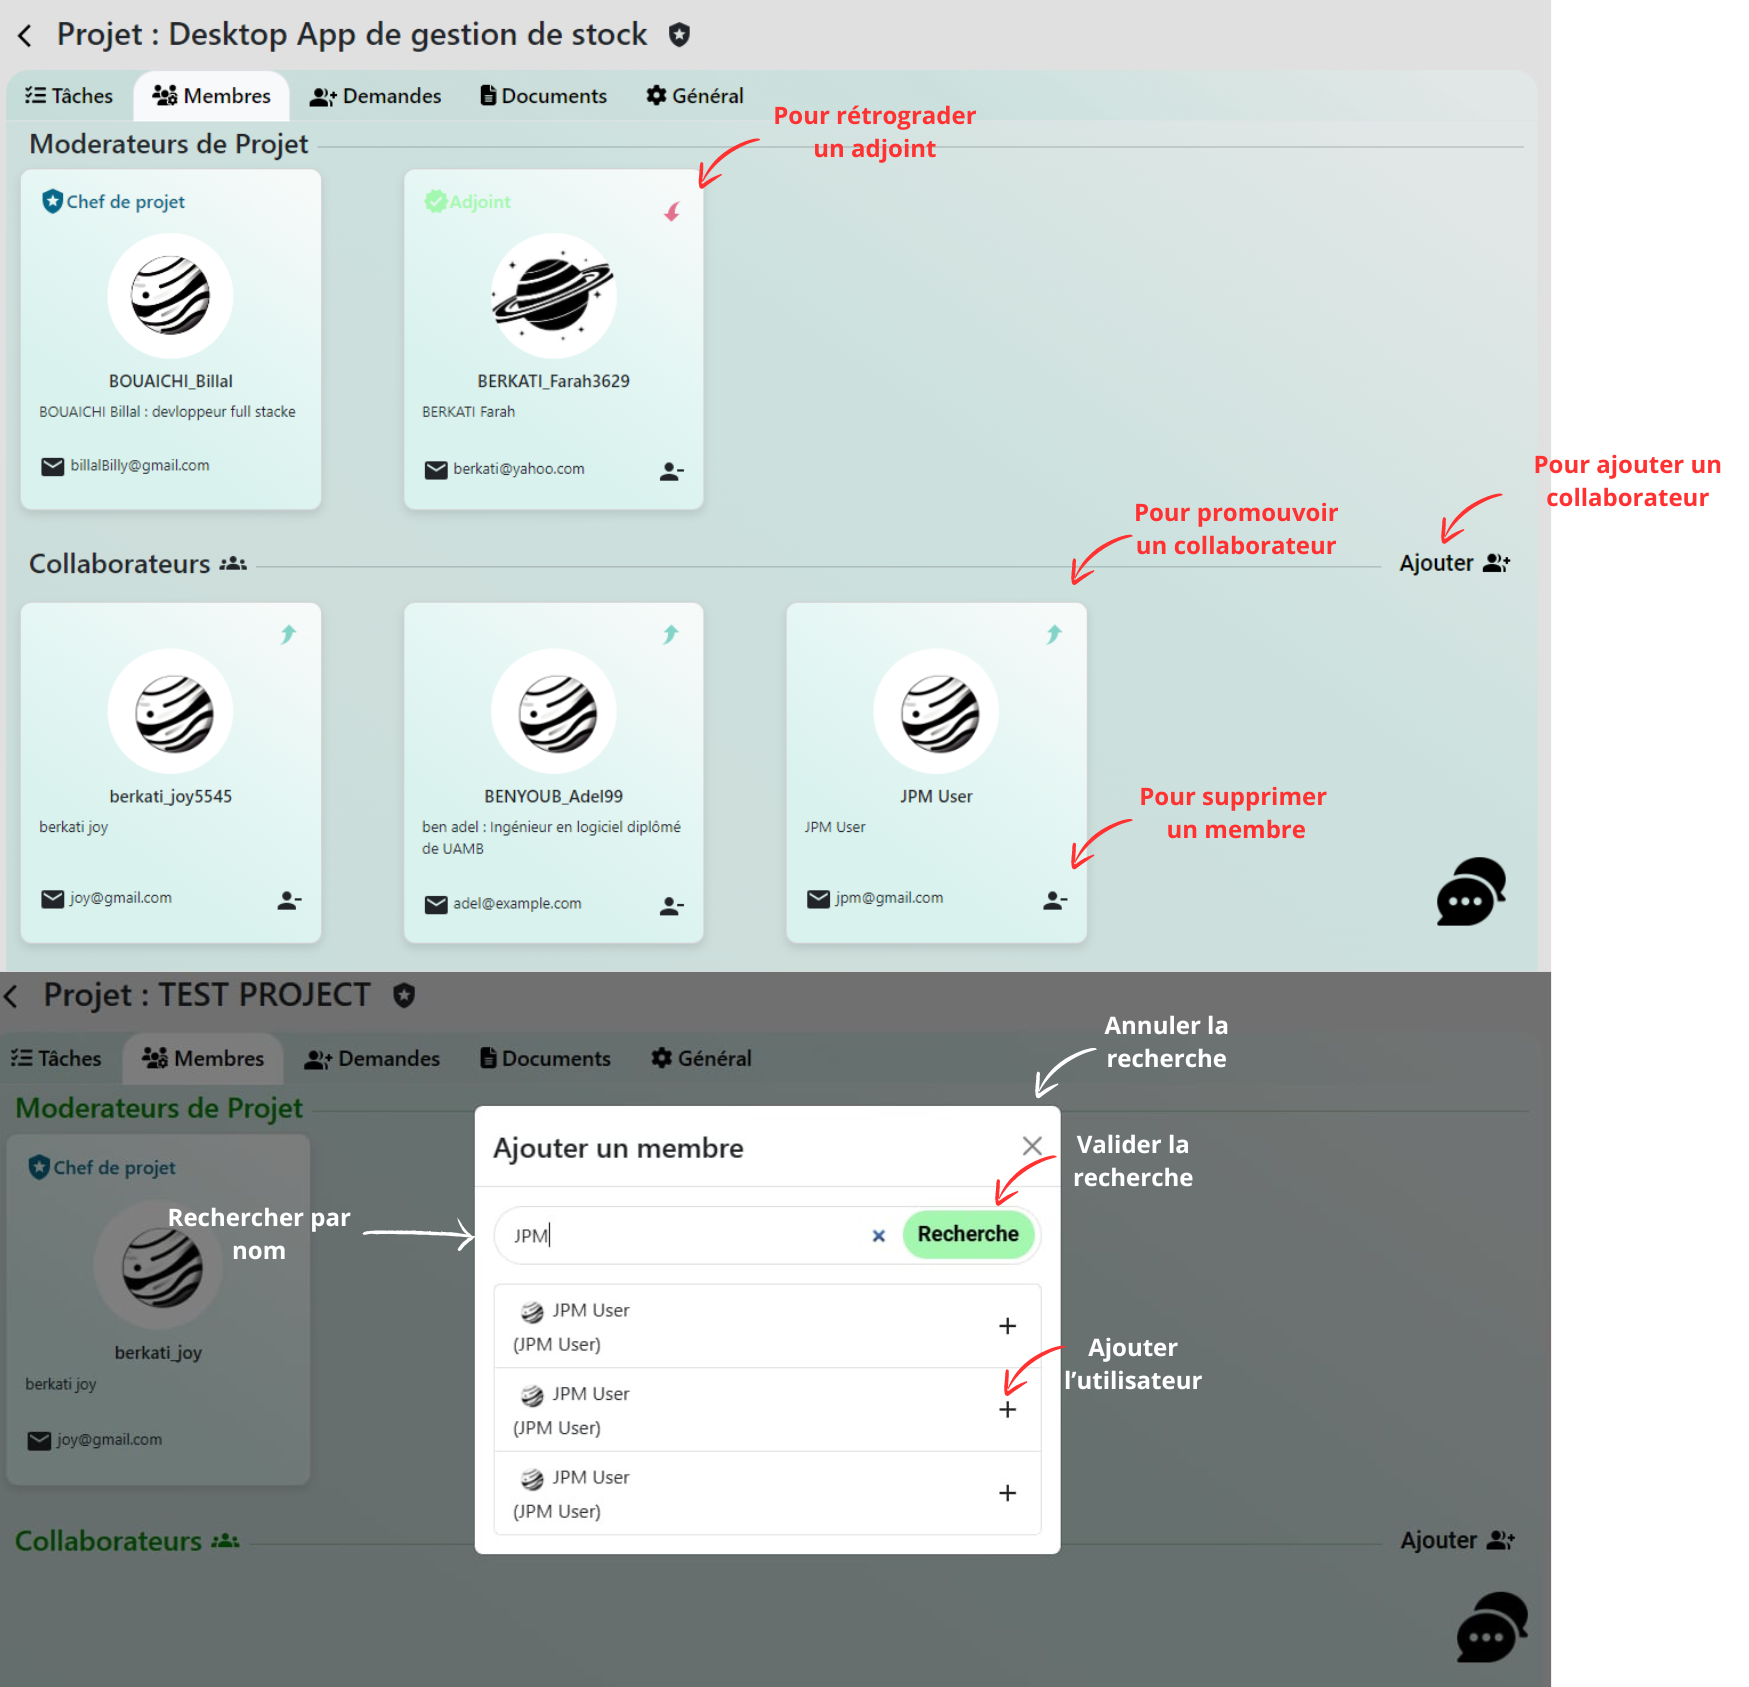 Projet : Desktop App de gestion de stock
Tâches Membres Demandes Documents Général
Pour rétrograder
un adjoint
Moderateurs de Projet
Chef de projet
BOUAICHI_Billal
BOUAICHI Billal : devloppeur full stacke
billalBilly@gmail.com
Adjoint
BERKATI_Farah3629
BERKATI Farah
berkati@yahoo.com
Pour ajouter un
collaborateur
Pour promouvoir
un collaborateur
Collaborateurs
Ajouter
berkati_joy5545
berkati joy
joy@gmail.com
BENYOUB_Adel99
ben adel : Ingénieur en logiciel diplômé
de UAMB
adel@example.com
JPM User
JPM User
jpm@gmail.com
Pour supprimer
un membre
Projet : TEST PROJECT
Tâches Membres Demandes Documents Général
Annuler la
recherche
Moderateurs de Projet
Chef de projet
berkati_joy
berkati joy
joy@gmail.com
Rechercher par
nom
Ajouter un membre
Valider la
recherche
JPM
Recherche
JPM User
(JPM User)
JPM User
(JPM User)
JPM User
(JPM User)
Ajouter
l’utilisateur
Collaborateurs
Ajouter